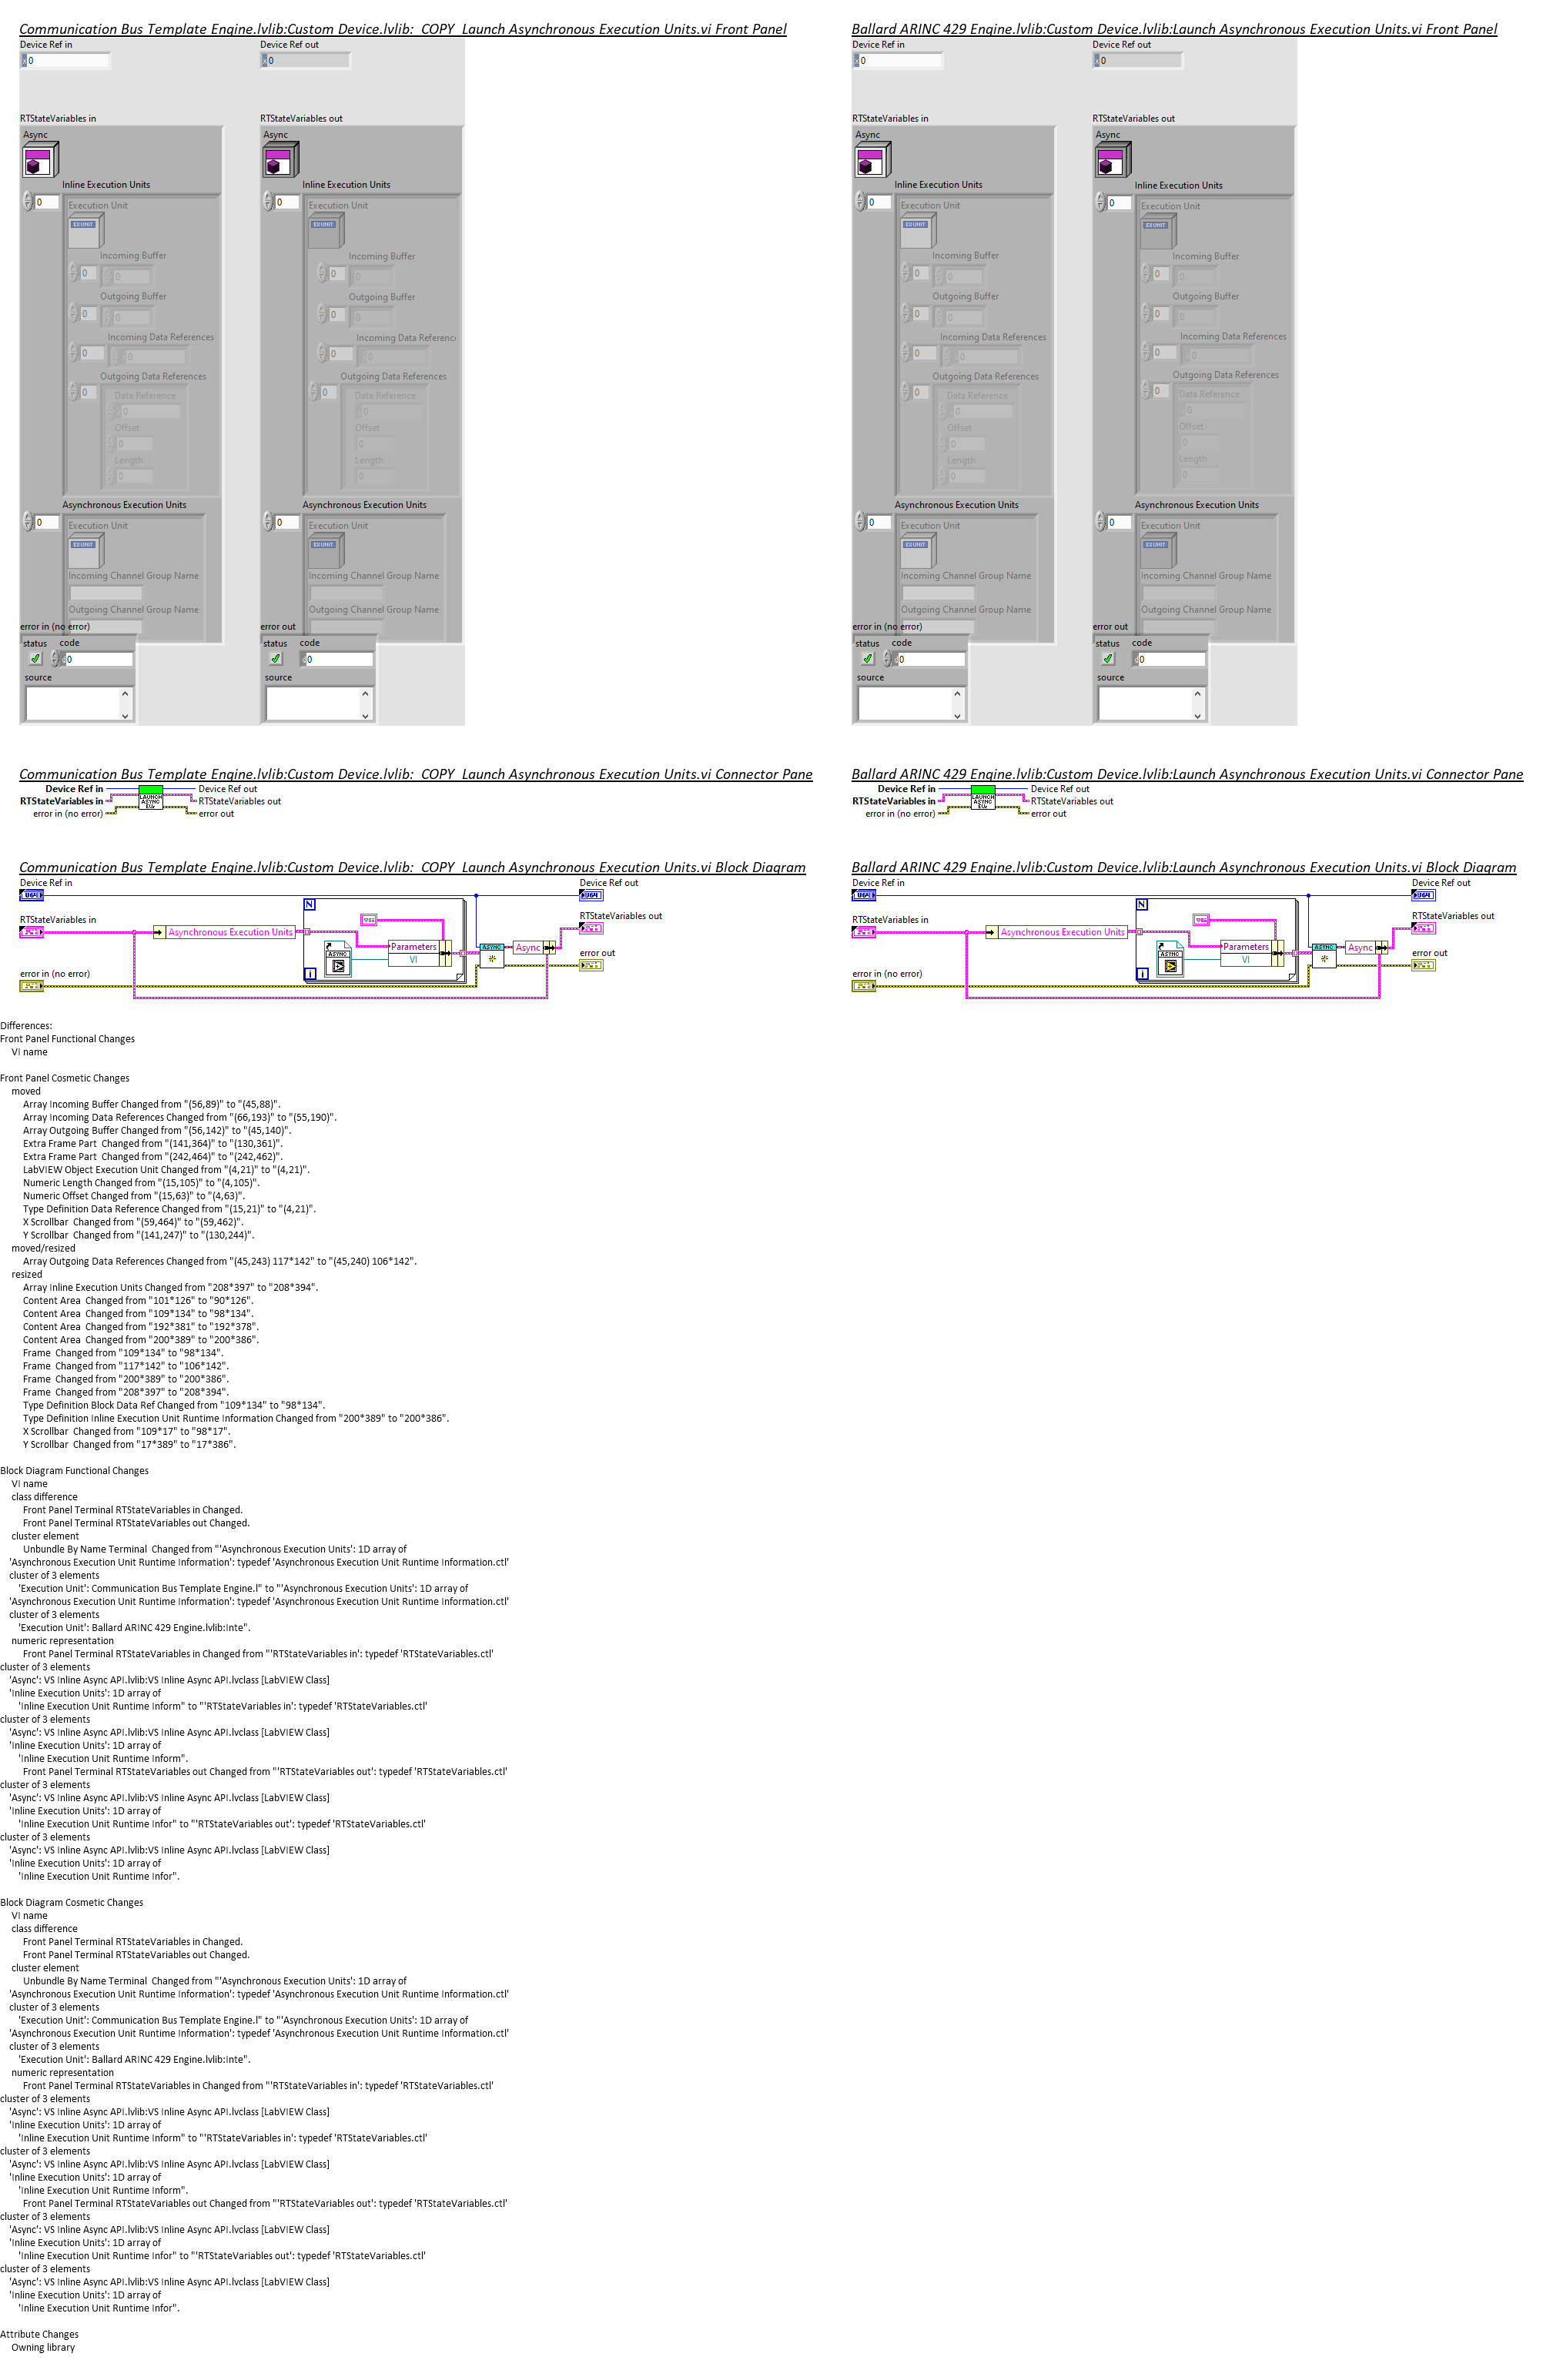 Communication Bus Template Engine.lvlib:Custom Device.lvlib:_COPY_Launch Asynchronous Execution Units.vi Front Panel
Device Ref in
Device Ref out
0
0
RTStateVariables in
RTStateVariables out
Async
Async
Inline Execution Units
Inline Execution Units
0
Execution Unit
0
Execution Unit
EX UNIT
EX UNIT
Incoming Buffer
Incoming Buffer
0
0
0
0
Outgoing Buffer
Outgoing Buffer
0
0
0
0
Incoming Data References
Incoming Data Referenc
0
0
0
0
Outgoing Data References
Outgoing Data References
0
Data Reference
0
Data Reference
0
0
Offset
Offset
0
0
Length
Length
0
0
Asynchronous Execution Units
Asynchronous Execution Units
0
Execution Unit
0
Execution Unit
EX UNIT
EX UNIT
Incoming Channel Group Name
Incoming Channel Group Name
Outgoing Channel Group Name
Outgoing Channel Group Name
error in (no error)
error out
status code
status code
0
0
source
source
Ballard ARINC 429 Engine.lvlib:Custom Device.lvlib:Launch Asynchronous Execution Units.vi Front Panel
Device Ref in
Device Ref out
0
0
RTStateVariables in
RTStateVariables out
Async
Async
Inline Execution Units
Inline Execution Units
0
Execution Unit
0
Execution Unit
EX UNIT
EX UNIT
Incoming Buffer
Incoming Buffer
0
0
0
0
Outgoing Buffer
Outgoing Buffer
0
0
0
0
Incoming Data References
Incoming Data References
0
0
0
0
Outgoing Data References
Outgoing Data References
0
Data Reference
0
Data Reference
0
0
Offset
Offset
0
0
Length
Length
0
0
Asynchronous Execution Units
Asynchronous Execution Units
0
Execution Unit
0
Execution Unit
EX UNIT
EX UNIT
Incoming Channel Group Name
Incoming Channel Group Name
Outgoing Channel Group Name
Outgoing Channel Group Name
error in (no error)
error out
status code
status code
0
0
source
source
Communication Bus Template Engine.lvlib:Custom Device.lvlib:_COPY_Launch Asynchronous Execution Units.vi Connector Pane
Device Ref in
Device Ref out
RTStateVariables in
LAUNCH ASYNC EUs
RTStateVariables out
error in (no error)
error out
Ballard ARINC 429 Engine.lvlib:Custom Device.lvlib:Launch Asynchronous Execution Units.vi Connector Pane
Device Ref in
Device Ref out
RTStateVariables in
LAUNCH ASYNC EUs
RTStateVariables out
error in (no error)
error out
Communication Bus Template Engine.lvlib:Custom Device.lvlib:_COPY_Launch Asynchronous Execution Units.vi Block Diagram
Device Ref in
Device Ref out
N
RTStateVariables in
RTStateVariables out
Asynchronous Execution Units
Parameters
VI
ASYNC
ASYNC
Async
error out
error in (no error)
i
Ballard ARINC 429 Engine.lvlib:Custom Device.lvlib:Launch Asynchronous Execution Units.vi Block Diagram
Device Ref in
Device Ref out
N
RTStateVariables in
RTStateVariables out
Asynchronous Execution Units
Parameters
VI
ASYNC
ASYNC
Async
error out
error in (no error)
i
Differences:
Front Panel Functional Changes
VI name
Front Panel Cosmetic Changes
moved
Array Incoming Buffer Changed from "(56,89)" to "(45,88)".
Array Incoming Data References Changed from "(66,193)" to "(55,190)".
Array Outgoing Buffer Changed from "(56,142)" to "(45,140)".
Extra Frame Part  Changed from "(141,364)" to "(130,361)".
Extra Frame Part  Changed from "(242,464)" to "(242,462)".
LabVIEW Object Execution Unit Changed from "(4,21)" to "(4,21)".
Numeric Length Changed from "(15,105)" to "(4,105)".
Numeric Offset Changed from "(15,63)" to "(4,63)".
Type Definition Data Reference Changed from "(15,21)" to "(4,21)".
X Scrollbar  Changed from "(59,464)" to "(59,462)".
Y Scrollbar  Changed from "(141,247)" to "(130,244)".
moved/resized
Array Outgoing Data References Changed from "(45,243) 117*142" to "(45,240) 106*142".
resized
Array Inline Execution Units Changed from "208*397" to "208*394".
Content Area  Changed from "101*126" to "90*126".
Content Area  Changed from "109*134" to "98*134".
Content Area  Changed from "192*381" to "192*378".
Content Area  Changed from "200*389" to "200*386".
Frame  Changed from "109*134" to "98*134".
Frame  Changed from "117*142" to "106*142".
Frame  Changed from "200*389" to "200*386".
Frame  Changed from "208*397" to "208*394".
Type Definition Block Data Ref Changed from "109*134" to "98*134".
Type Definition Inline Execution Unit Runtime Information Changed from "200*389" to "200*386".
X Scrollbar  Changed from "109*17" to "98*17".
Y Scrollbar  Changed from "17*389" to "17*386".
Block Diagram Functional Changes
VI name
class difference
Front Panel Terminal RTStateVariables in Changed.
Front Panel Terminal RTStateVariables out Changed.
cluster element
Unbundle By Name Terminal  Changed from "'Asynchronous Execution Units': 1D array of
'Asynchronous Execution Unit Runtime Information': typedef 'Asynchronous Execution Unit Runtime Information.ctl'
cluster of 3 elements
'Execution Unit': Communication Bus Template Engine.l" to "'Asynchronous Execution Units': 1D array of
'Asynchronous Execution Unit Runtime Information': typedef 'Asynchronous Execution Unit Runtime Information.ctl'
cluster of 3 elements
'Execution Unit': Ballard ARINC 429 Engine.lvlib:Inte".
numeric representation
Front Panel Terminal RTStateVariables in Changed from "'RTStateVariables in': typedef 'RTStateVariables.ctl'
cluster of 3 elements
'Async': VS Inline Async API.lvlib:VS Inline Async API.lvclass [LabVIEW Class]
'Inline Execution Units': 1D array of
'Inline Execution Unit Runtime Inform" to "'RTStateVariables in': typedef 'RTStateVariables.ctl'
cluster of 3 elements
'Async': VS Inline Async API.lvlib:VS Inline Async API.lvclass [LabVIEW Class]
'Inline Execution Units': 1D array of
'Inline Execution Unit Runtime Inform".
Front Panel Terminal RTStateVariables out Changed from "'RTStateVariables out': typedef 'RTStateVariables.ctl'
cluster of 3 elements
'Async': VS Inline Async API.lvlib:VS Inline Async API.lvclass [LabVIEW Class]
'Inline Execution Units': 1D array of
'Inline Execution Unit Runtime Infor" to "'RTStateVariables out': typedef 'RTStateVariables.ctl'
cluster of 3 elements
'Async': VS Inline Async API.lvlib:VS Inline Async API.lvclass [LabVIEW Class]
'Inline Execution Units': 1D array of
'Inline Execution Unit Runtime Infor".
Block Diagram Cosmetic Changes
VI name
class difference
Front Panel Terminal RTStateVariables in Changed.
Front Panel Terminal RTStateVariables out Changed.
cluster element
Unbundle By Name Terminal  Changed from "'Asynchronous Execution Units': 1D array of
'Asynchronous Execution Unit Runtime Information': typedef 'Asynchronous Execution Unit Runtime Information.ctl'
cluster of 3 elements
'Execution Unit': Communication Bus Template Engine.l" to "'Asynchronous Execution Units': 1D array of
'Asynchronous Execution Unit Runtime Information': typedef 'Asynchronous Execution Unit Runtime Information.ctl'
cluster of 3 elements
'Execution Unit': Ballard ARINC 429 Engine.lvlib:Inte".
numeric representation
Front Panel Terminal RTStateVariables in Changed from "'RTStateVariables in': typedef 'RTStateVariables.ctl'
cluster of 3 elements
'Async': VS Inline Async API.lvlib:VS Inline Async API.lvclass [LabVIEW Class]
'Inline Execution Units': 1D array of
'Inline Execution Unit Runtime Inform" to "'RTStateVariables in': typedef 'RTStateVariables.ctl'
cluster of 3 elements
'Async': VS Inline Async API.lvlib:VS Inline Async API.lvclass [LabVIEW Class]
'Inline Execution Units': 1D array of
'Inline Execution Unit Runtime Inform".
Front Panel Terminal RTStateVariables out Changed from "'RTStateVariables out': typedef 'RTStateVariables.ctl'
cluster of 3 elements
'Async': VS Inline Async API.lvlib:VS Inline Async API.lvclass [LabVIEW Class]
'Inline Execution Units': 1D array of
'Inline Execution Unit Runtime Infor" to "'RTStateVariables out': typedef 'RTStateVariables.ctl'
cluster of 3 elements
'Async': VS Inline Async API.lvlib:VS Inline Async API.lvclass [LabVIEW Class]
'Inline Execution Units': 1D array of
'Inline Execution Unit Runtime Infor".
Attribute Changes
Owning library